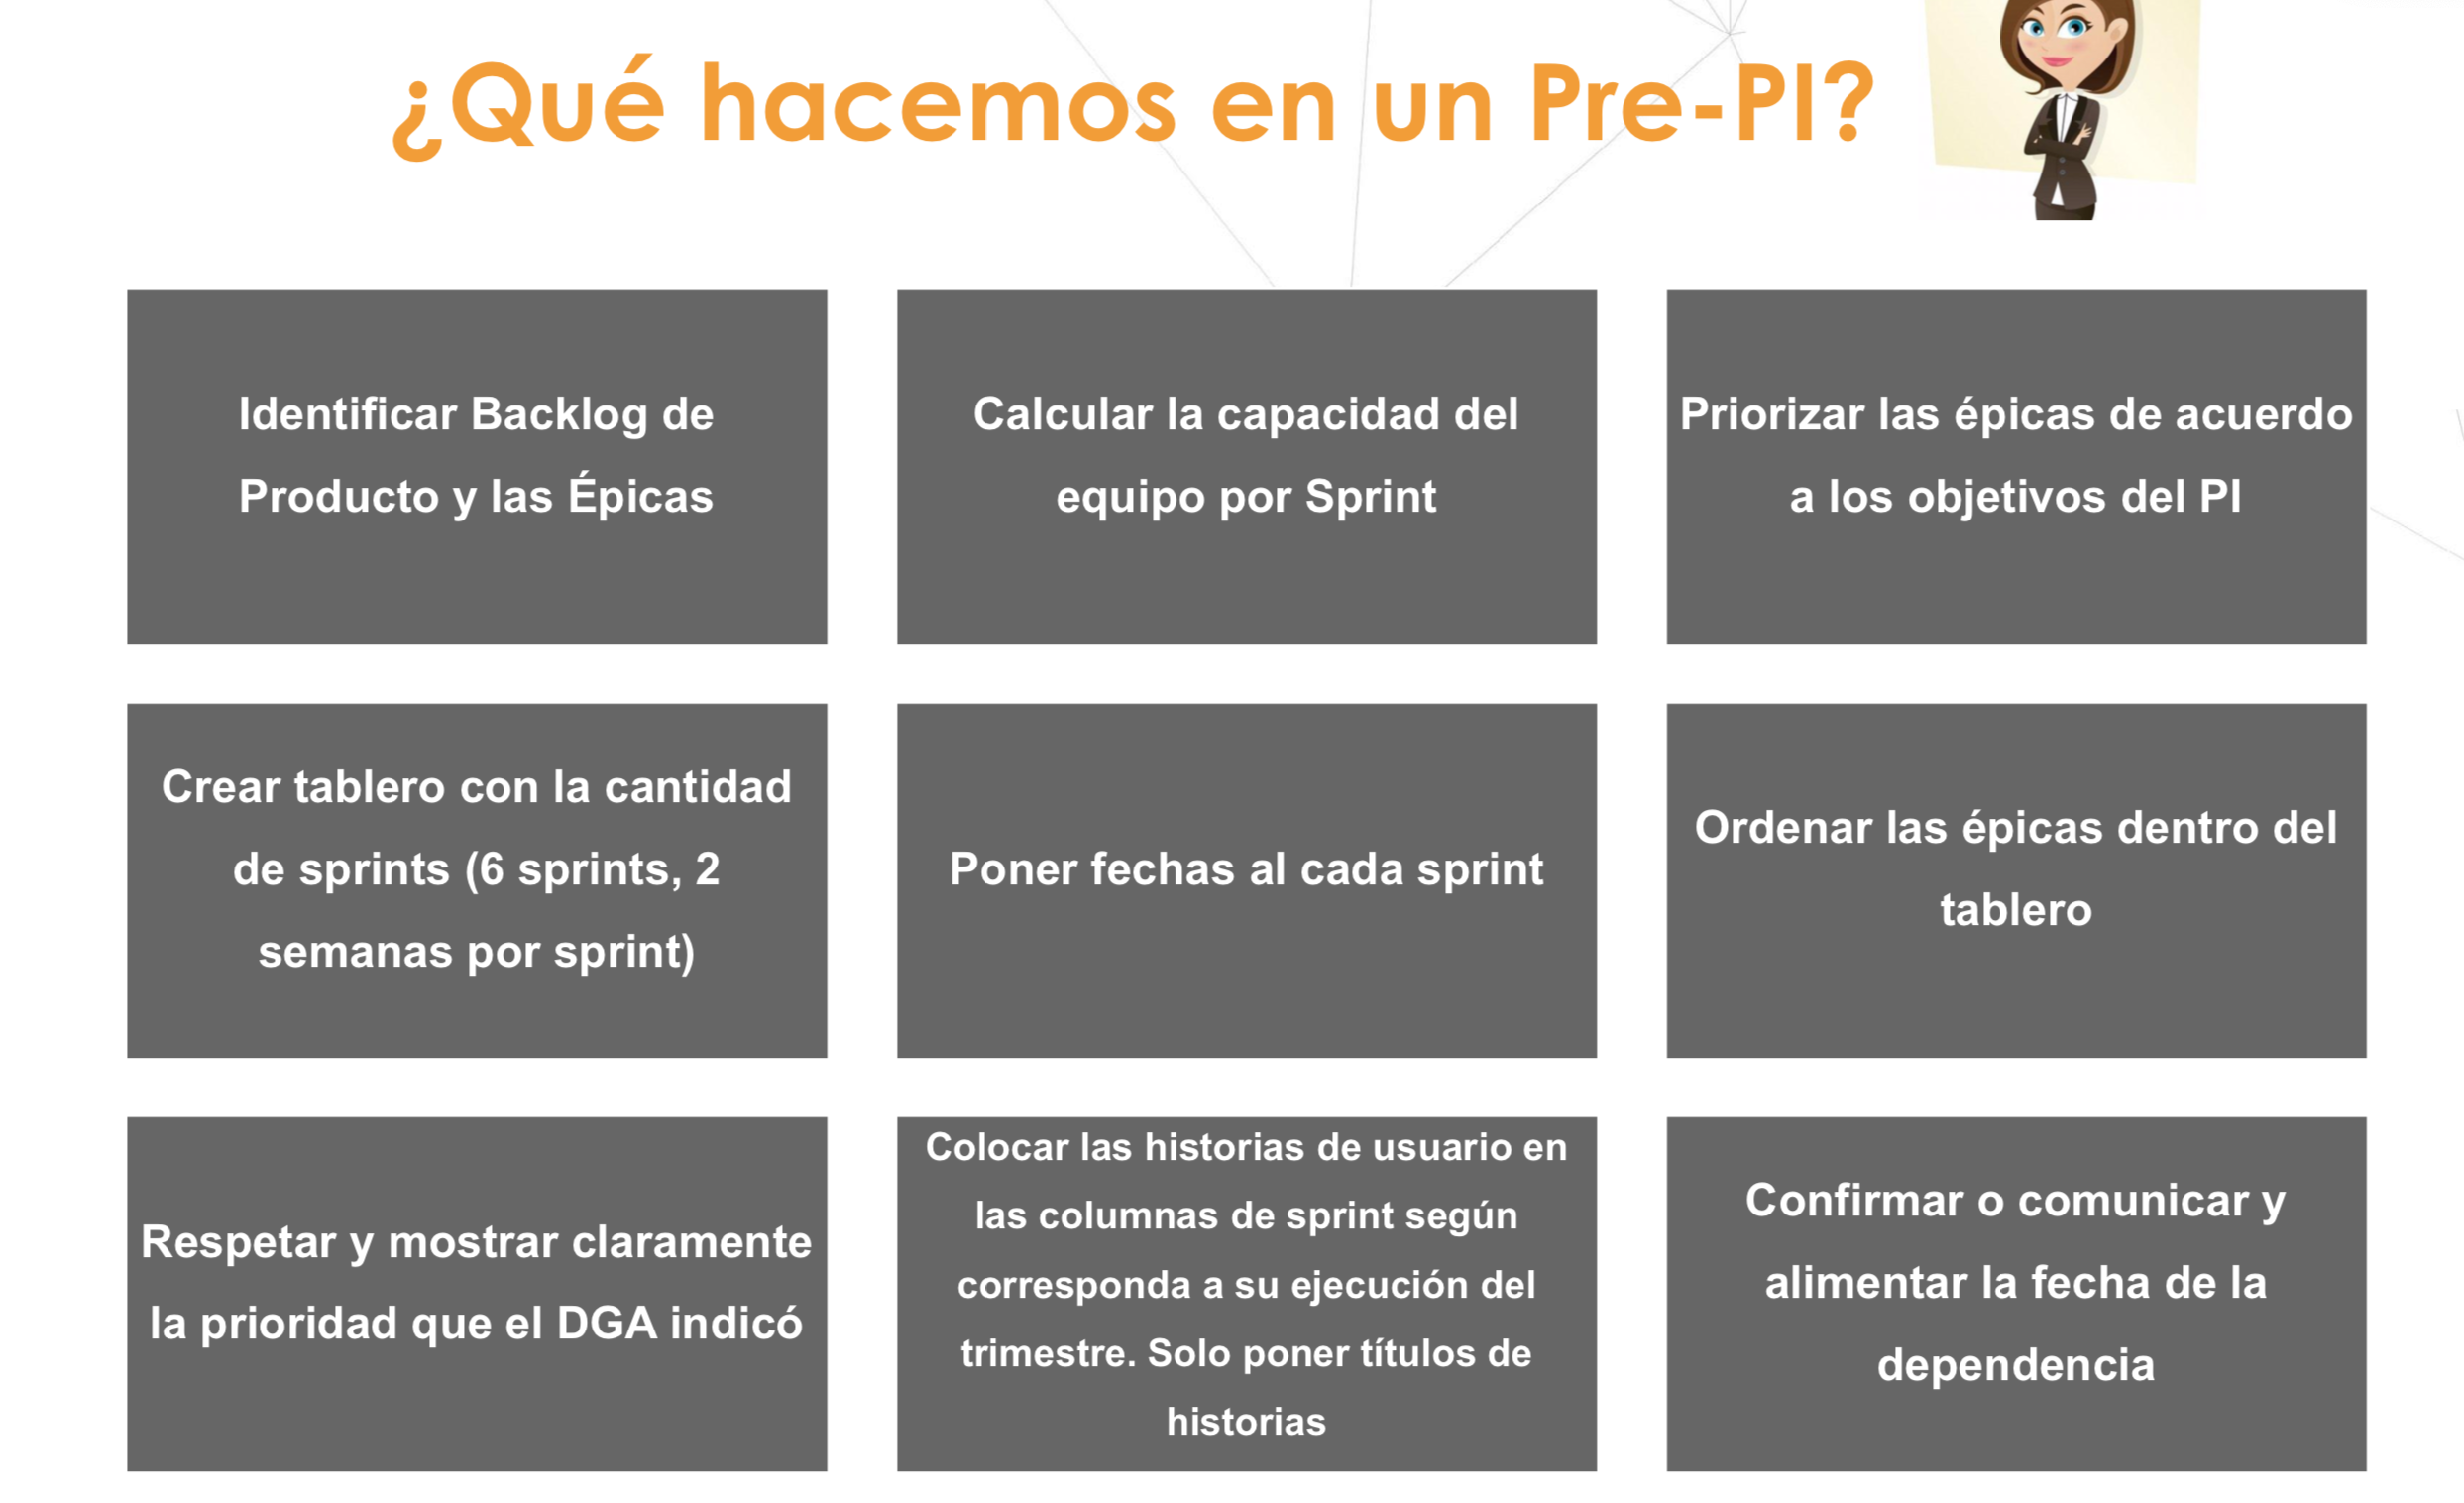 ¿Qué hacemos en un Pre-PI?
Identificar Backlog de
Producto y las Épicas
Calcular la capacidad del
equipo por Sprint
Priorizar las épicas de acuerdo
a los objetivos del PI
Crear tablero con la cantidad
de sprints (6 sprints, 2
semanas por sprint)
Poner fechas al cada sprint
Ordenar las épicas dentro del
tablero
Respetar y mostrar claramente
la prioridad que el DGA indicó
Colocar las historias de usuario en
las columnas de sprint según
corresponda a su ejecución del
trimestre. Solo poner títulos de
historias
Confirmar o comunicar y
alimentar la fecha de la
dependencia